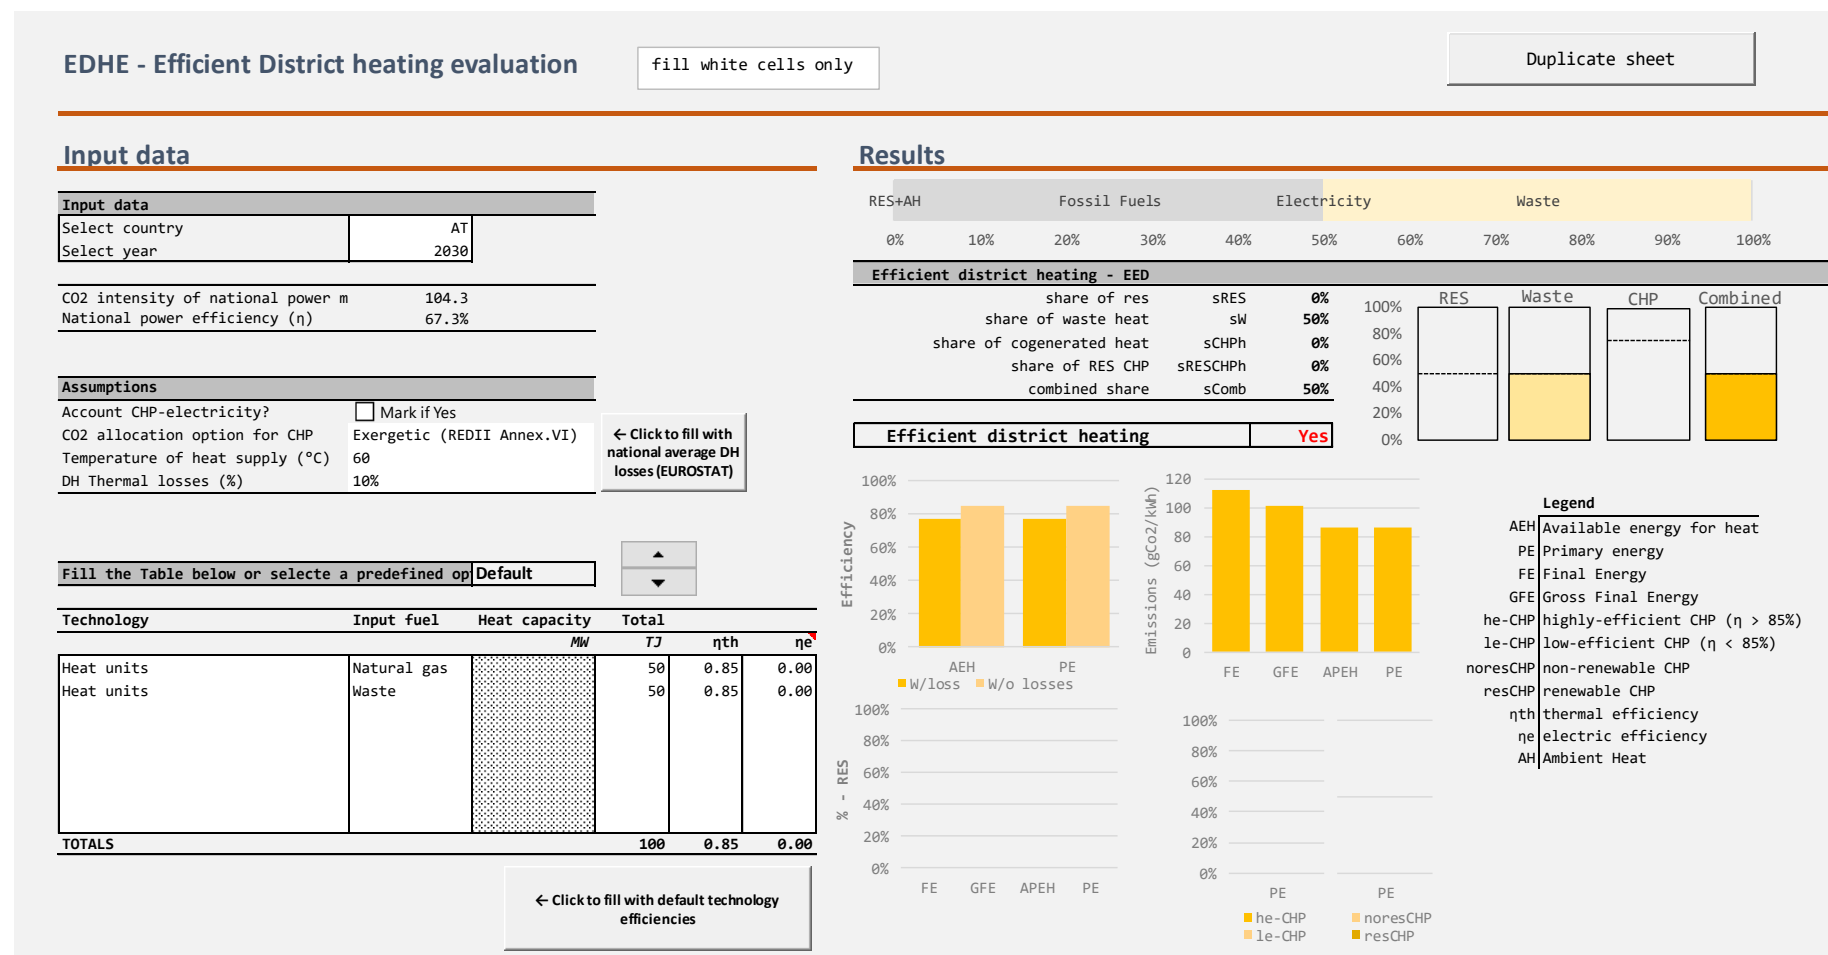 EDHE - Efficient District heating evaluation
fill white cells only
Duplicate sheet
Input data
Input data
Select country AT
Select year 2030
CO2 intensity of national power m 104.3
National power efficiency (η) 67.3%
Assumptions
Account CHP-electricity? Mark if Yes
CO2 allocation option for CHP Exergetic (REDII Annex.VI)
Temperature of heat supply (°C) 60
DH Thermal losses (%) 10%
← Click to fill with
national average DH
losses (EUROSTAT)
Fill the Table below or selecte a predefined op Default
Technology Input fuel Heat capacity Total
MW TJ ηth ηe
Heat units Natural gas 50 0.85 0.00
Heat units Waste 50 0.85 0.00
TOTALS 100 0.85 0.00
← Click to fill with default technology
efficiencies
Results
RES+AH Fossil Fuels Electricity Waste
0% 10% 20% 30% 40% 50% 60% 70% 80% 90% 100%
Efficient district heating - EED
share of res sRES 0%
share of waste heat sW 50%
share of cogenerated heat sCHPh 0%
share of RES CHP sRESCHPh 0%
combined share sComb 50%
Efficient district heating Yes
RES Waste CHP Combined
100%
80%
60%
40%
20%
0%
Efficiency
100%
80%
60%
40%
20%
0%
AEH PE
W/loss W/o losses
Emissions (gCo2/kWh)
120
100
80
60
40
20
0
FE GFE APEH PE
Legend
AEH Available energy for heat
PE Primary energy
FE Final Energy
GFE Gross Final Energy
he-CHP highly-efficient CHP (η > 85%)
le-CHP low-efficient CHP (η < 85%)
noresCHP non-renewable CHP
resCHP renewable CHP
ηth thermal efficiency
ηe electric efficiency
AH Ambient Heat
% - RES
100%
80%
60%
40%
20%
0%
FE GFE APEH PE
100%
80%
60%
40%
20%
0%
PE PE
he-CHP noresCHP
le-CHP resCHP